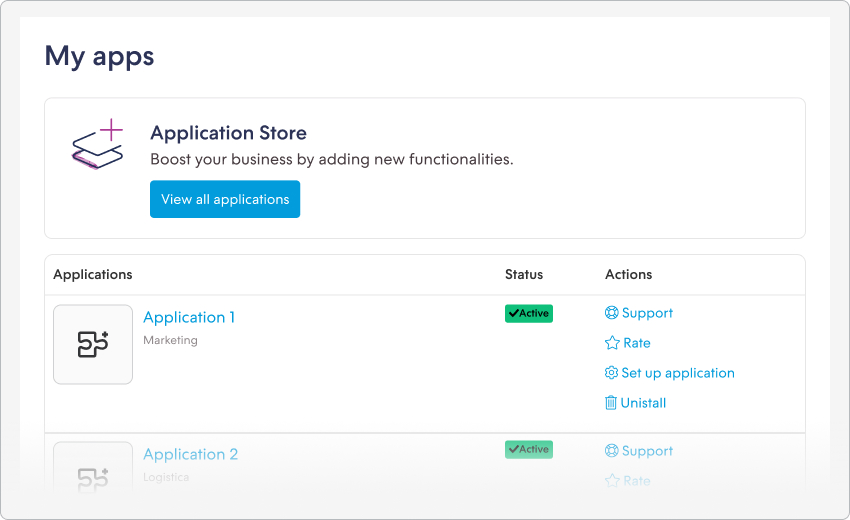 My apps
Application Store
Boost your business by adding new functionalities.
View all applications
Applications Status Actions
Application 1 Active Support
Marketing
Rate
Set up application
Unistall
Application 2 Active Support
Logistica
Rate